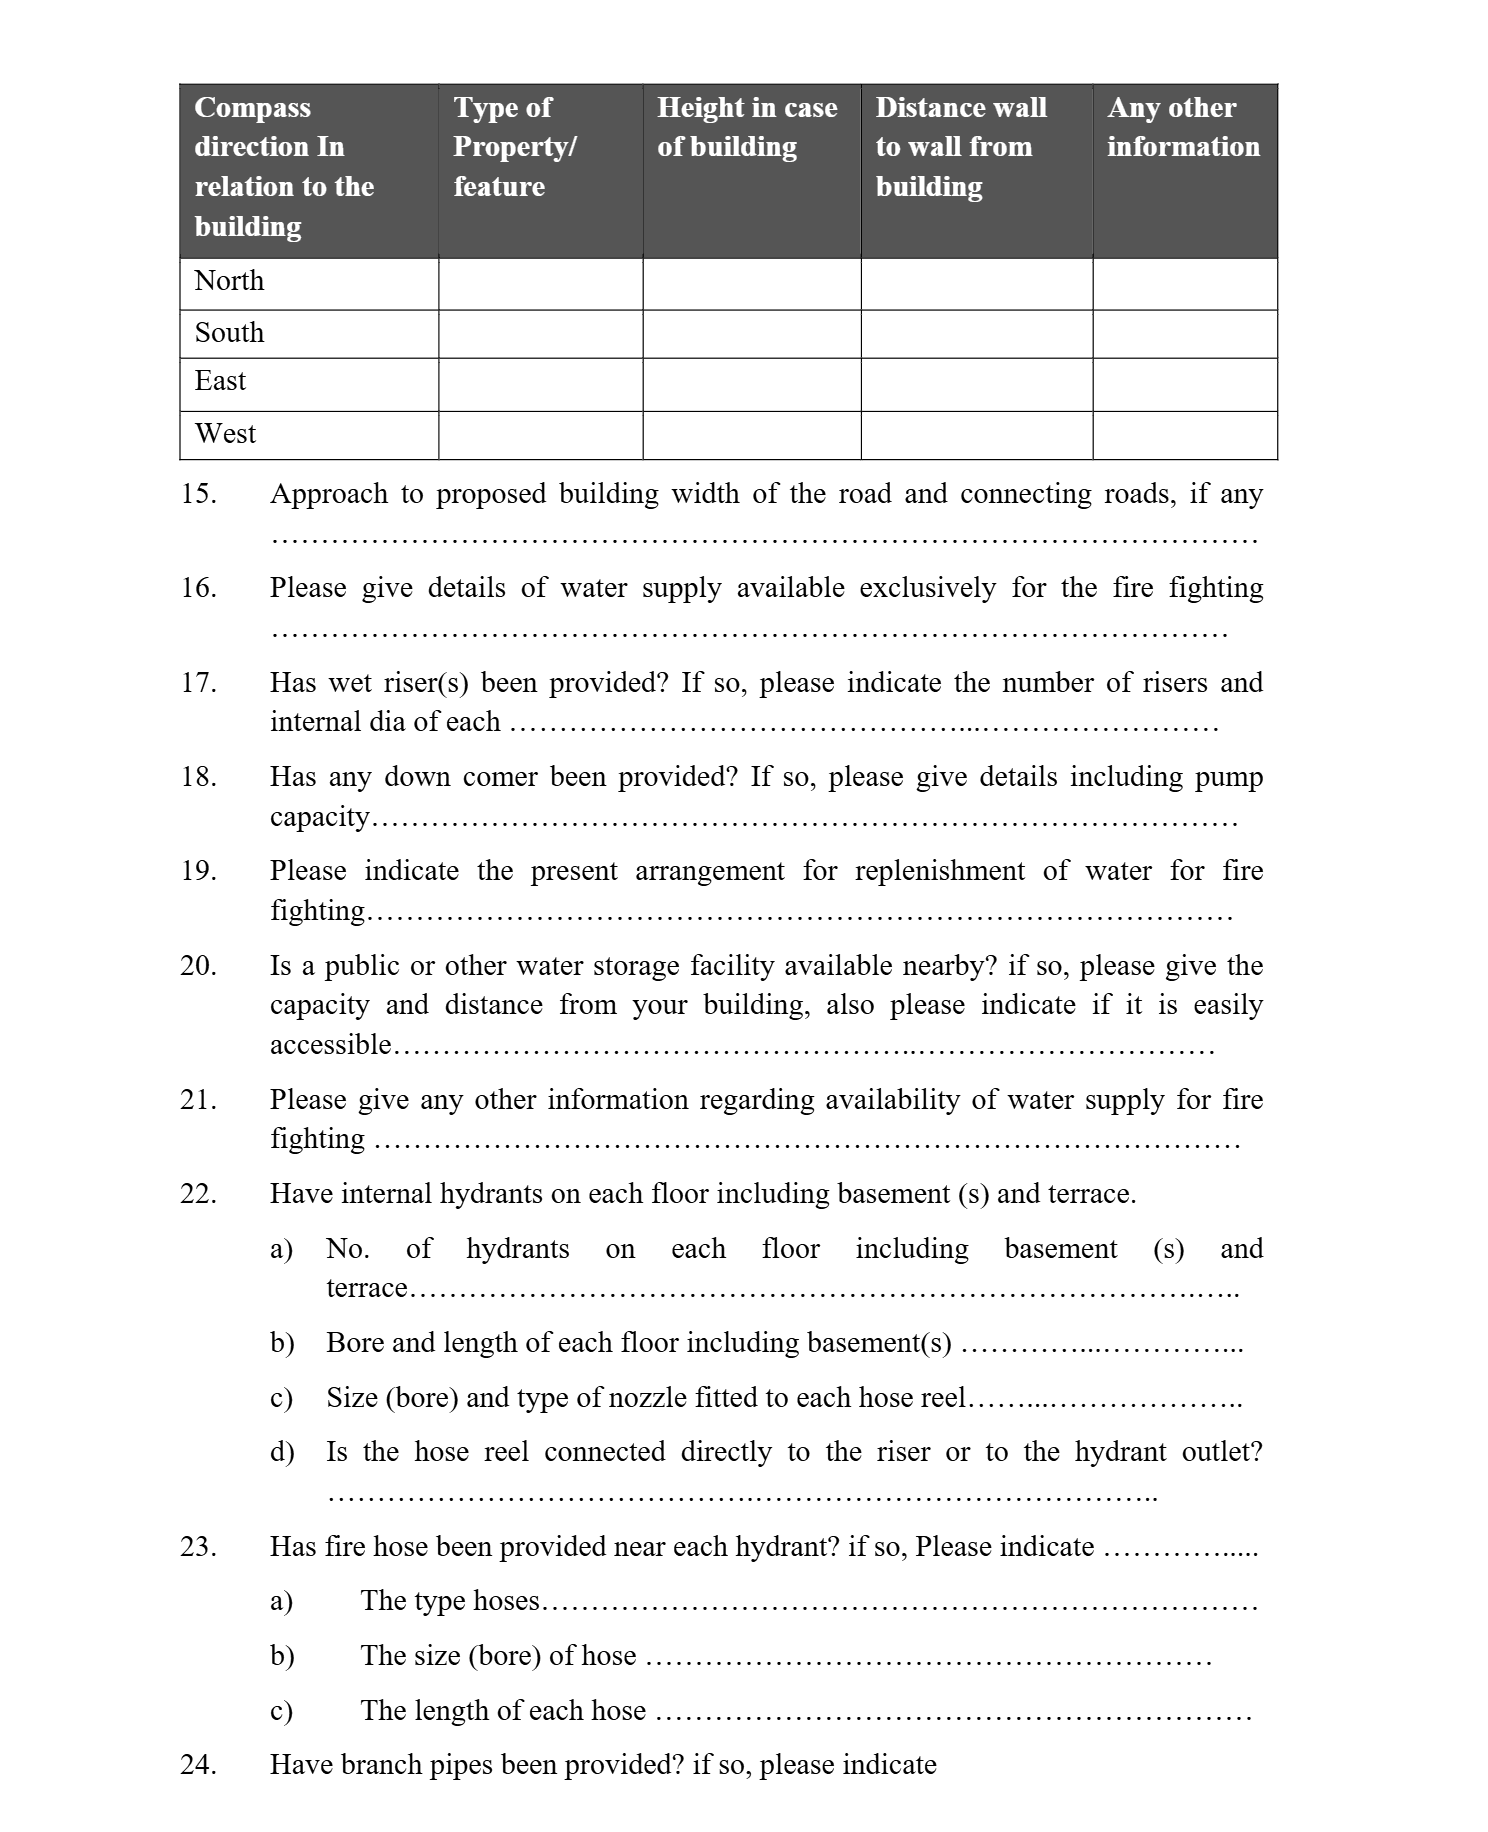 Compass direction In relation to the building | Type of Property/ feature | Height in case of building | Distance wall to wall from building | Any other information
North
South
East
West
15. Approach to proposed building width of the road and connecting roads, if any
……………………………………………………………………………………
16. Please give details of water supply available exclusively for the fire fighting
…………………………………………………………………………………
17. Has wet riser(s) been provided? If so, please indicate the number of risers and
internal dia of each ………………………………………...……………………
18. Has any down comer been provided? If so, please give details including pump
capacity…………………………………………………………………………
19. Please indicate the present arrangement for replenishment of water for fire
fighting…………………………………………………………………………
20. Is a public or other water storage facility available nearby? if so, please give the
capacity and distance from your building, also please indicate if it is easily
accessible……………………………………………..…………………………
21. Please give any other information regarding availability of water supply for fire
fighting …………………………………………………………………………
22. Have internal hydrants on each floor including basement (s) and terrace.
a) No. of hydrants on each floor including basement (s) and
terrace…………………………………………………………………….…..
b) Bore and length of each floor including basement(s) …………...…………...
c) Size (bore) and type of nozzle fitted to each hose reel……...………………..
d) Is the hose reel connected directly to the riser or to the hydrant outlet?
…………………………………….…………………………………..
23. Has fire hose been provided near each hydrant? if so, Please indicate ………….....
a) The type hoses………………………………………………………………
b) The size (bore) of hose …………………………………………………
c) The length of each hose ……………………………………………………
24. Have branch pipes been provided? if so, please indicate